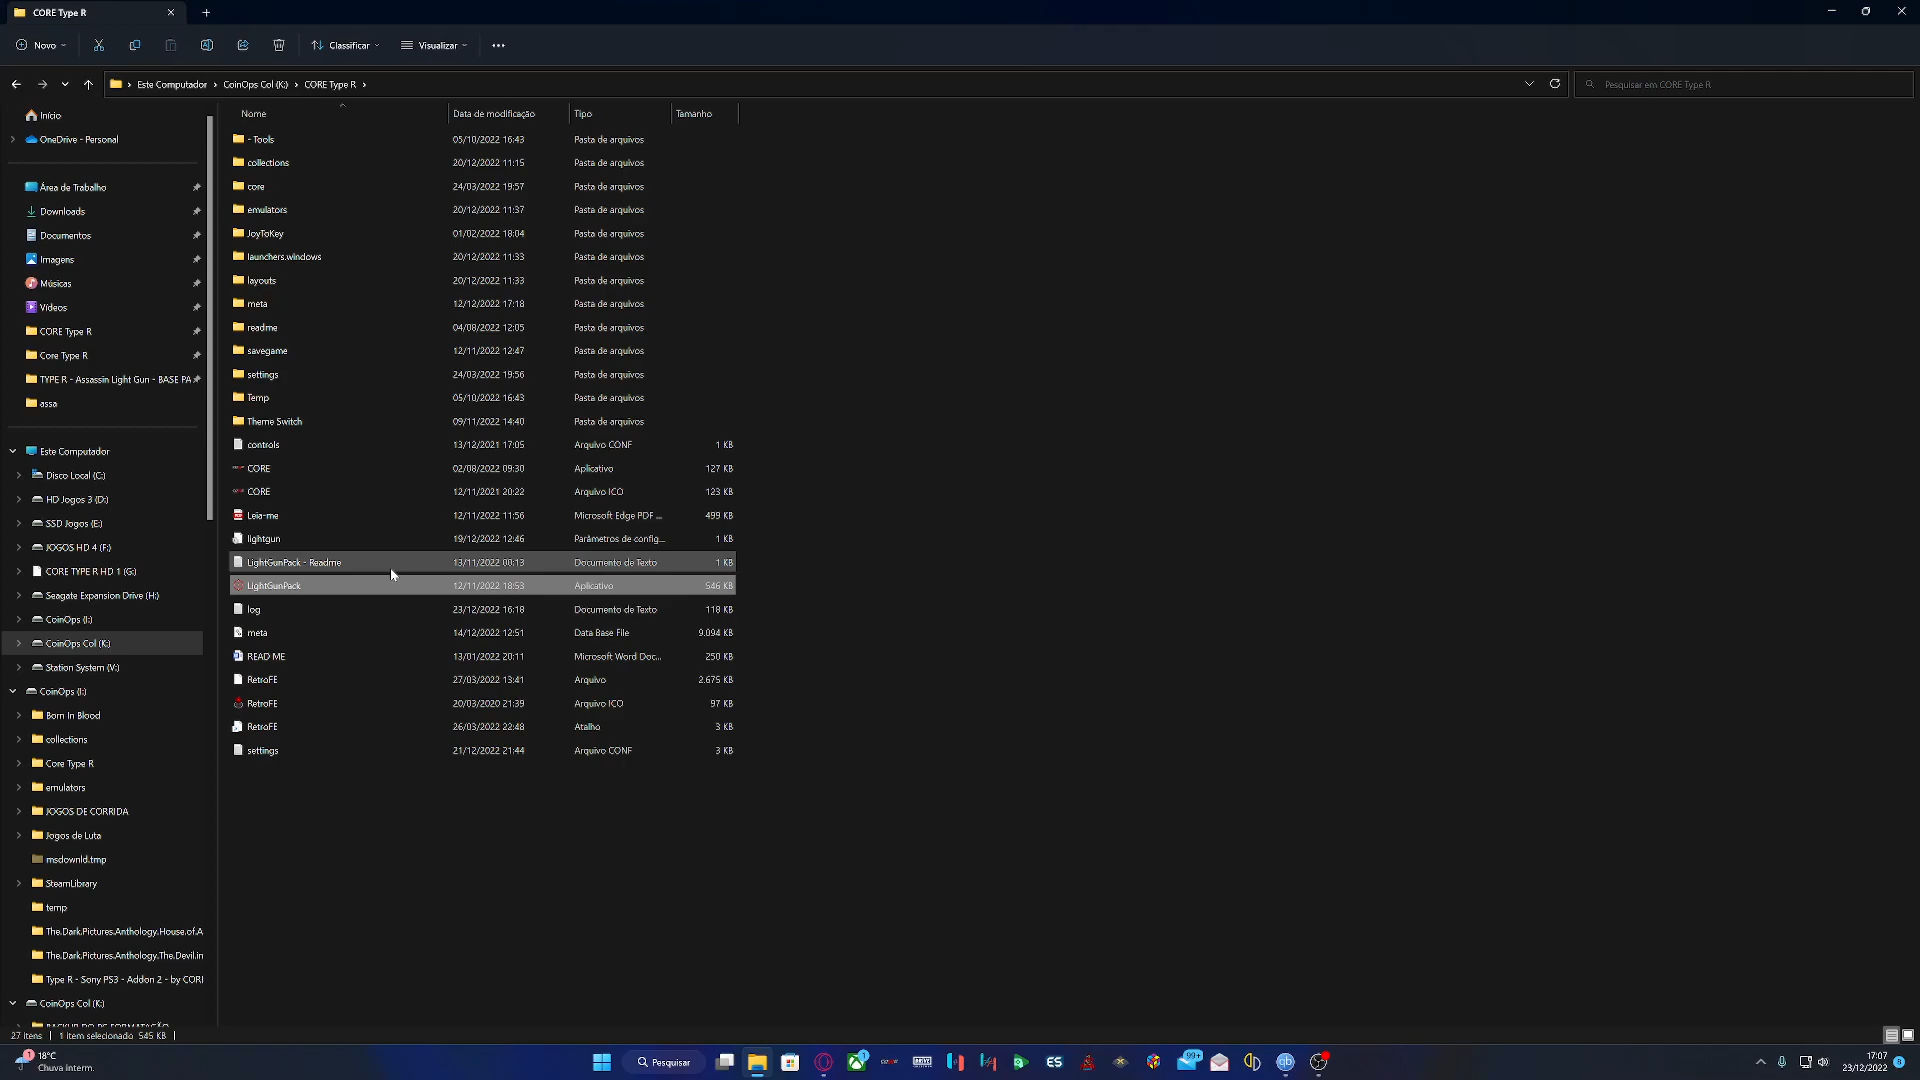 CORE Type R
Novo
Classificar
Visualizar
Este Computador
CoinOps Col (K:)
CORE Type R
Pesquisar em CORE Type R
Início
OneDrive - Personal
Área de Trabalho
Downloads
Documentos
Imagens
Músicas
Vídeos
CORE Type R
Core Type R
TYPE R - Assassin Light Gun - BASE PA
assa
Este Computador
Disco Local (C:)
HD Jogos 3 (D:)
SSD Jogos (E:)
JOGOS HD 4 (F:)
CORE TYPE R HD 1 (G:)
Seagate Expansion Drive (H:)
CoinOps (I:)
CoinOps Col (K:)
Station System (V:)
CoinOps (I:)
Born In Blood
collections
Core Type R
emulators
JOGOS DE CORRIDA
Jogos de Luta
msdownld.tmp
SteamLibrary
temp
The.Dark.Pictures.Anthology.House.of.A
The.Dark.Pictures.Anthology.The.Devil.in
Type R - Sony PS3 - Addon 2 - by CORE
CoinOps Col (K:)
BACKUP DO PC FORMATAÇÃO
Nome Data de modificação Tipo Tamanho
- Tools 05/10/2022 16:43 Pasta de arquivos
collections 20/12/2022 11:15 Pasta de arquivos
core 24/03/2022 19:57 Pasta de arquivos
emulators 20/12/2022 11:37 Pasta de arquivos
JoyToKey 01/02/2022 18:04 Pasta de arquivos
launchers.windows 20/12/2022 11:33 Pasta de arquivos
layouts 20/12/2022 11:33 Pasta de arquivos
meta 12/12/2022 17:18 Pasta de arquivos
readme 04/08/2022 12:05 Pasta de arquivos
savegame 12/11/2022 12:47 Pasta de arquivos
settings 24/03/2022 19:56 Pasta de arquivos
Temp 05/10/2022 16:43 Pasta de arquivos
Theme Switch 09/11/2022 14:40 Pasta de arquivos
controls 13/12/2021 17:05 Arquivo CONF 1 KB
CORE 02/08/2022 09:30 Aplicativo 127 KB
CORE 12/11/2021 20:22 Arquivo ICO 123 KB
Leia-me 12/11/2022 11:56 Microsoft Edge PDF ... 499 KB
lightgun 19/12/2022 12:46 Parâmetros de config... 1 KB
LightGunPack - Readme 13/11/2022 00:13 Documento de Texto 1 KB
LightGunPack 12/11/2022 18:53 Aplicativo 546 KB
log 23/12/2022 16:18 Documento de Texto 118 KB
meta 14/12/2022 12:51 Data Base File 9.094 KB
READ ME 13/01/2022 20:11 Microsoft Word Doc... 250 KB
RetroFE 27/03/2022 13:41 Arquivo 2.675 KB
RetroFE 20/03/2020 21:39 Arquivo ICO 97 KB
RetroFE 26/03/2022 22:48 Atalho 3 KB
settings 21/12/2022 21:44 Arquivo CONF 3 KB
27 itens
1 item selecionado 545 KB
1
18°C
Chuva interm.
Pesquisar
1
ES
99+
17:07
23/12/2022
8